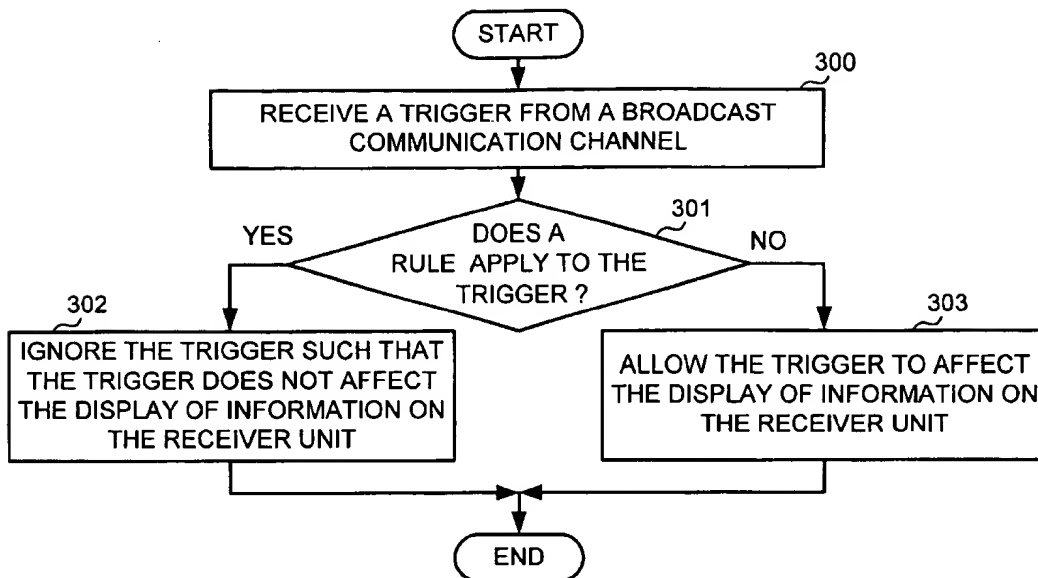 START
300
RECEIVE A TRIGGER FROM A BROADCAST
COMMUNICATION CHANNEL
301
YES
DOES A
RULE APPLY TO THE
TRIGGER ?
NO
302
IGNORE THE TRIGGER SUCH THAT
THE TRIGGER DOES NOT AFFECT
THE DISPLAY OF INFORMATION ON
THE RECEIVER UNIT
303
ALLOW THE TRIGGER TO AFFECT
THE DISPLAY OF INFORMATION ON
THE RECEIVER UNIT
END